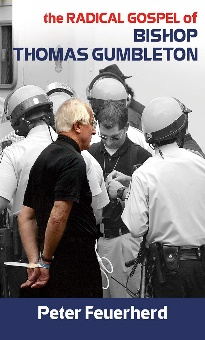 the RADICAL GOSPEL of
BISHOP
THOMAS GUMBLETON
Peter Feuerherd